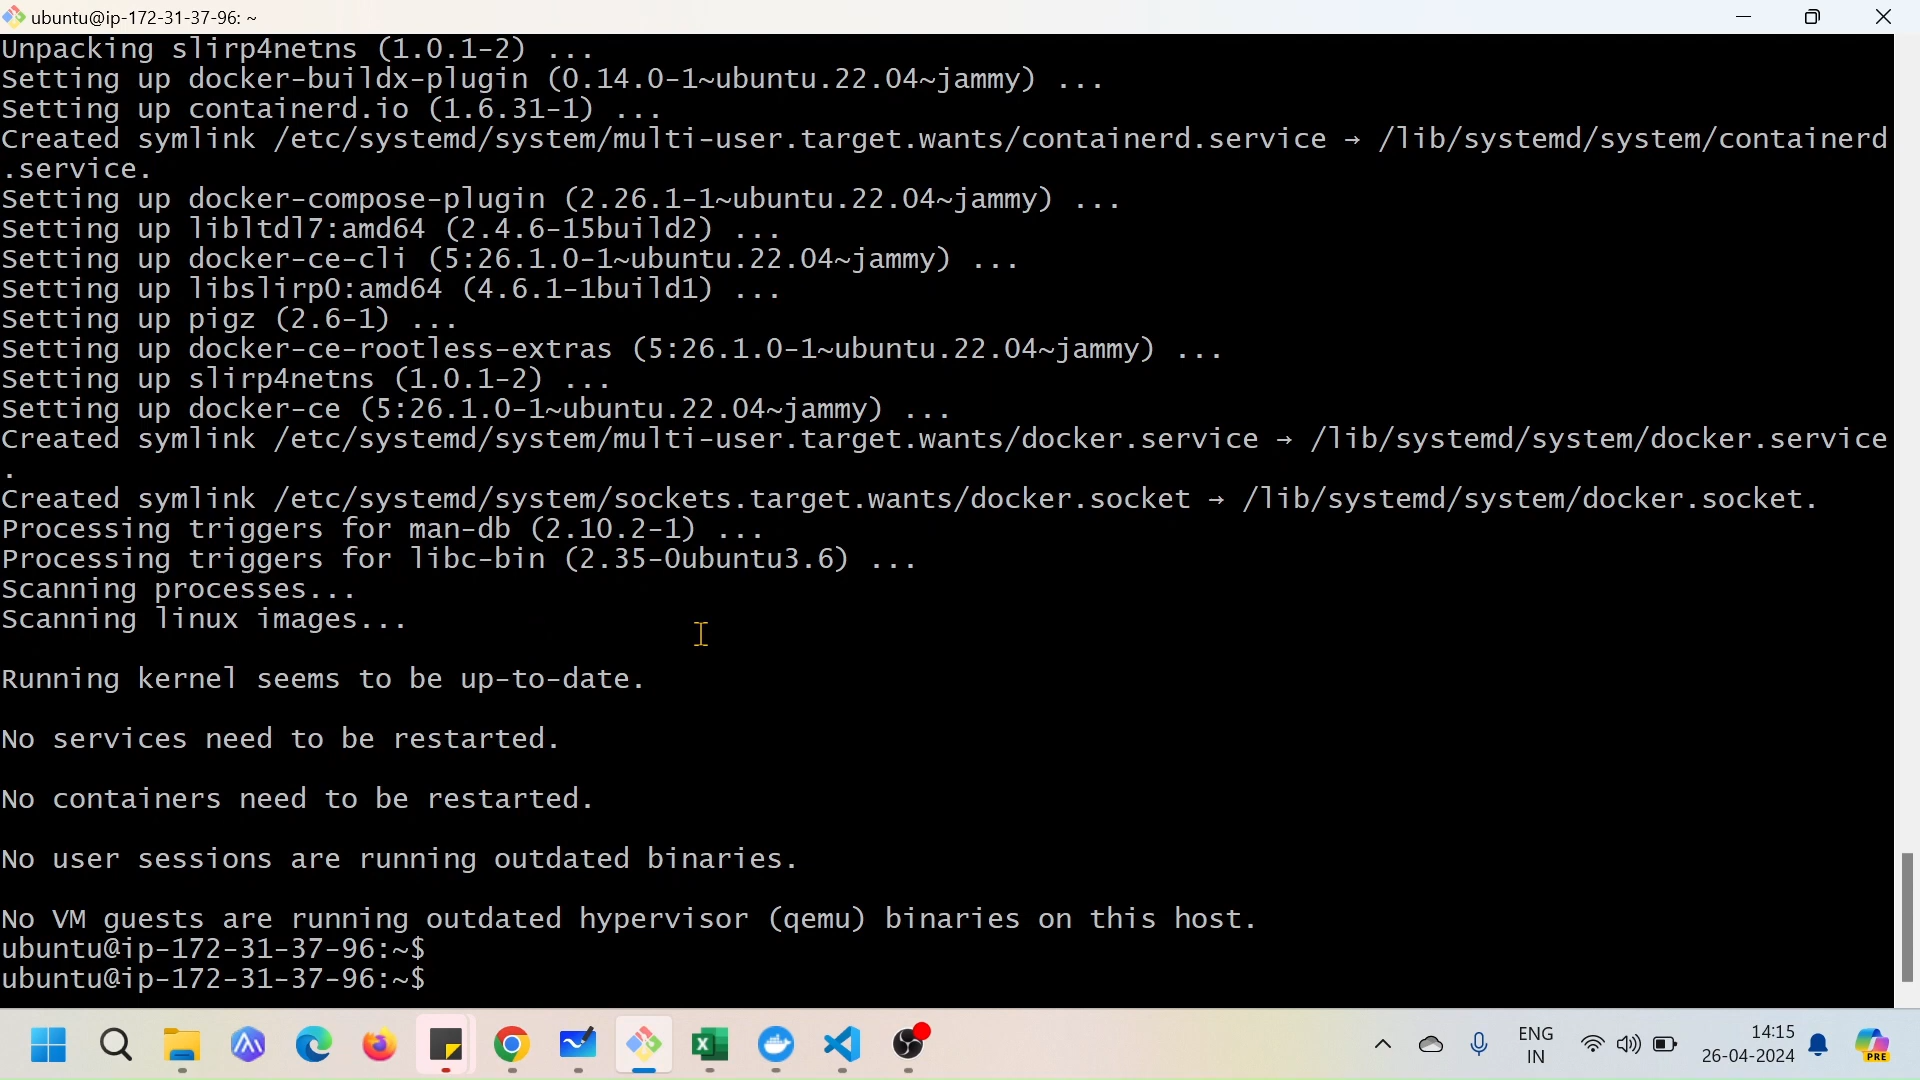 ubuntu@ip-172-31-37-96: ~
Unpacking slirp4netns (1.0.1-2) ...
Setting up docker-buildx-plugin (0.14.0-1~ubuntu.22.04~jammy) ...
Setting up containerd.io (1.6.31-1) ...
Created symlink /etc/systemd/system/multi-user.target.wants/containerd.service → /lib/systemd/system/containerd
.service.
Setting up docker-compose-plugin (2.26.1-1~ubuntu.22.04~jammy) ...
Setting up libltdl7:amd64 (2.4.6-15build2) ...
Setting up docker-ce-cli (5:26.1.0-1~ubuntu.22.04~jammy) ...
Setting up libslirp0:amd64 (4.6.1-1build1) ...
Setting up pigz (2.6-1) ...
Setting up docker-ce-rootless-extras (5:26.1.0-1~ubuntu.22.04~jammy) ...
Setting up slirp4netns (1.0.1-2) ...
Setting up docker-ce (5:26.1.0-1~ubuntu.22.04~jammy) ...
Created symlink /etc/systemd/system/multi-user.target.wants/docker.service → /lib/systemd/system/docker.service
.
Created symlink /etc/systemd/system/sockets.target.wants/docker.socket → /lib/systemd/system/docker.socket.
Processing triggers for man-db (2.10.2-1) ...
Processing triggers for libc-bin (2.35-0ubuntu3.6) ...
Scanning processes...
Scanning linux images...
Running kernel seems to be up-to-date.
No services need to be restarted.
No containers need to be restarted.
No user sessions are running outdated binaries.
No VM guests are running outdated hypervisor (qemu) binaries on this host.
ubuntu@ip-172-31-37-96:~$
ubuntu@ip-172-31-37-96:~$
ENG
IN
14:15
26-04-2024
PRE